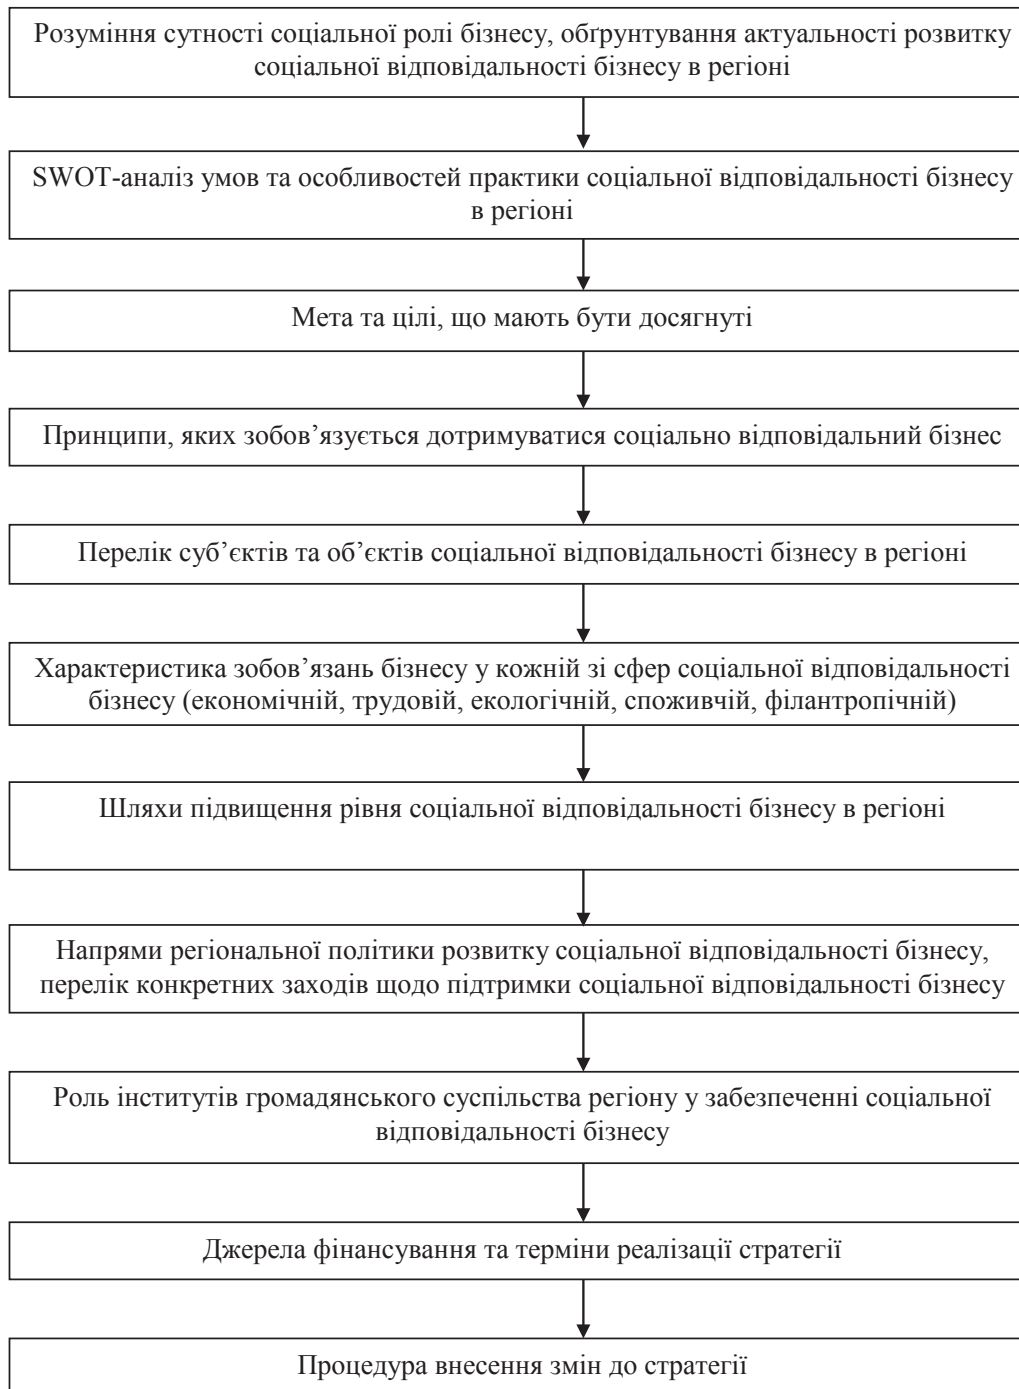 Розуміння сутності соціальної ролі бізнесу, обґрунтування актуальності розвитку
соціальної відповідальності бізнесу в регіоні
SWOT-аналіз умов та особливостей практики соціальної відповідальності бізнесу
в регіоні
Мета та цілі, що мають бути досягнуті
Принципи, яких зобов’язується дотримуватися соціально відповідальний бізнес
Перелік суб’єктів та об’єктів соціальної відповідальності бізнесу в регіоні
Характеристика зобов’язань бізнесу у кожній зі сфер соціальної відповідальності
бізнесу (економічній, трудовій, екологічній, споживчій, філантропічній)
Шляхи підвищення рівня соціальної відповідальності бізнесу в регіоні
Напрями регіональної політики розвитку соціальної відповідальності бізнесу,
перелік конкретних заходів щодо підтримки соціальної відповідальності бізнесу
Роль інститутів громадянського суспільства регіону у забезпеченні соціальної
відповідальності бізнесу
Джерела фінансування та терміни реалізації стратегії
Процедура внесення змін до стратегії